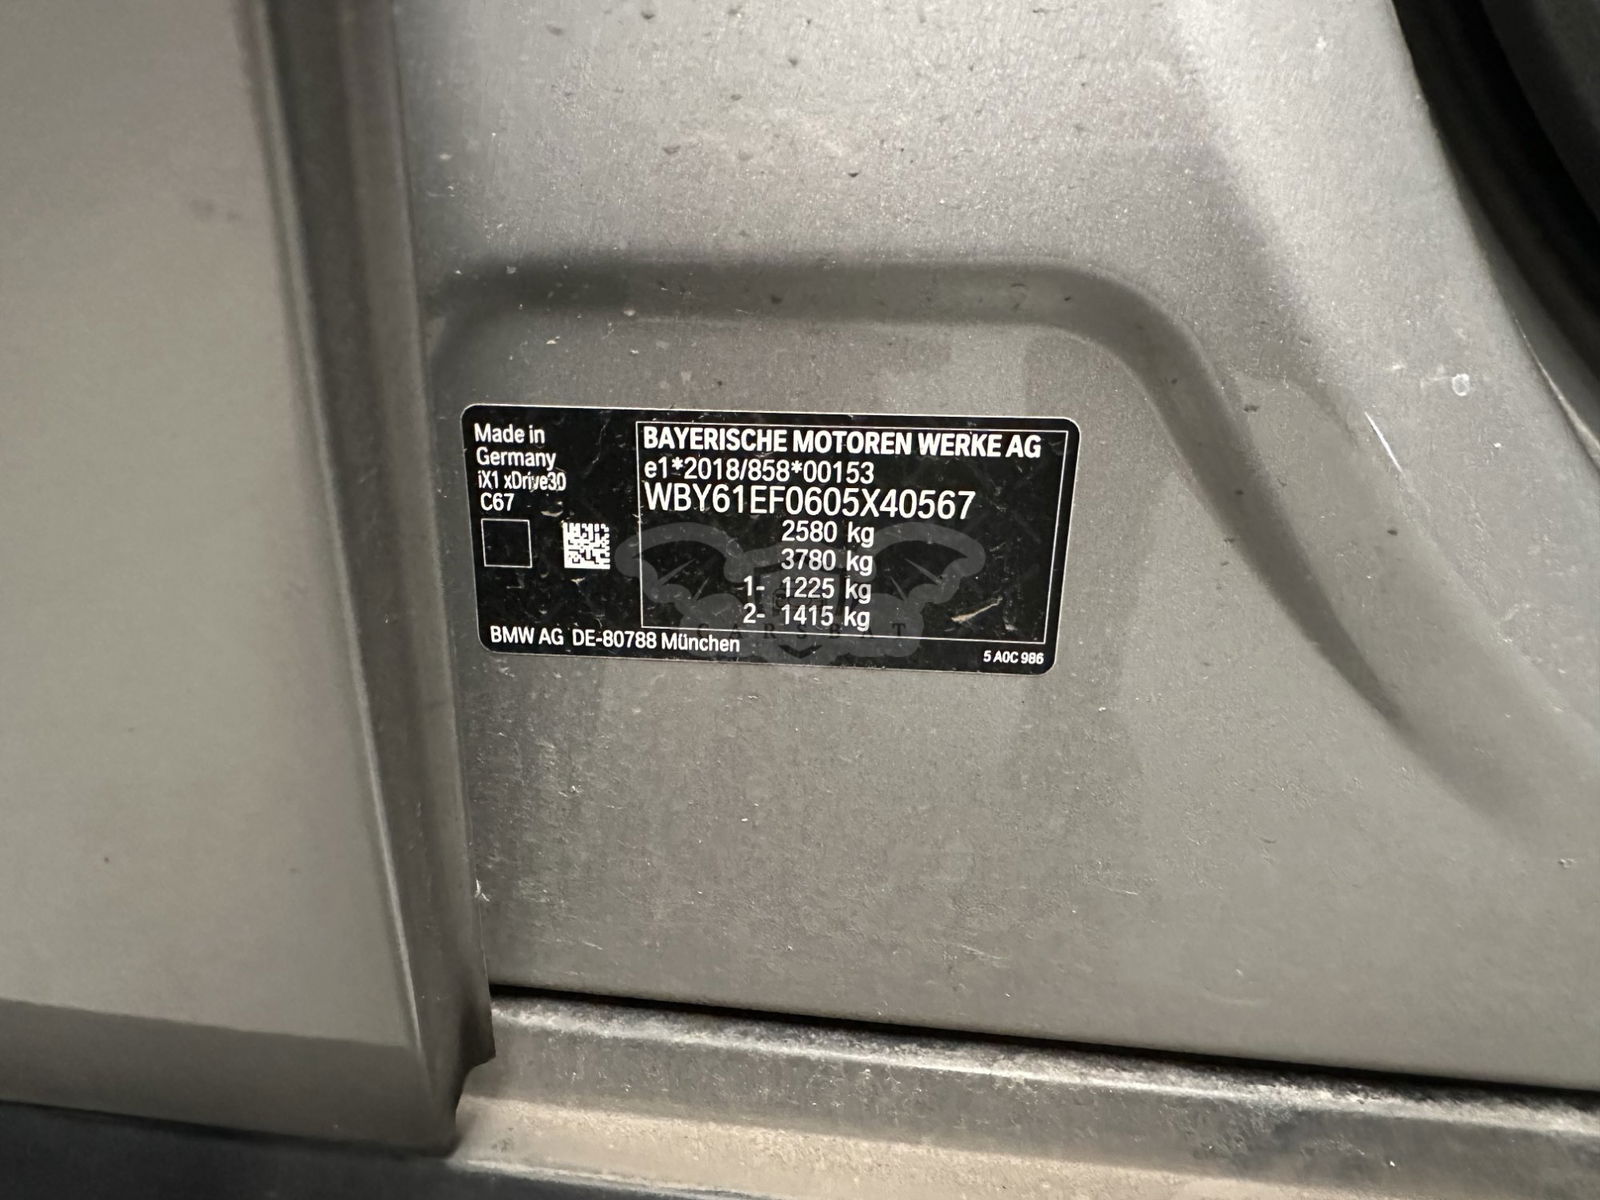 Made in
Germany
iX1 xDrive30
C67
BAYERISCHE MOTOREN WERKE AG
e1*2018/858*00153
WBY61EF0605X40567
2580 kg
3780 kg
1- 1225 kg
2- 1415 kg
CARSBAT
BMW AG DE-80788 München
5 A0C 986